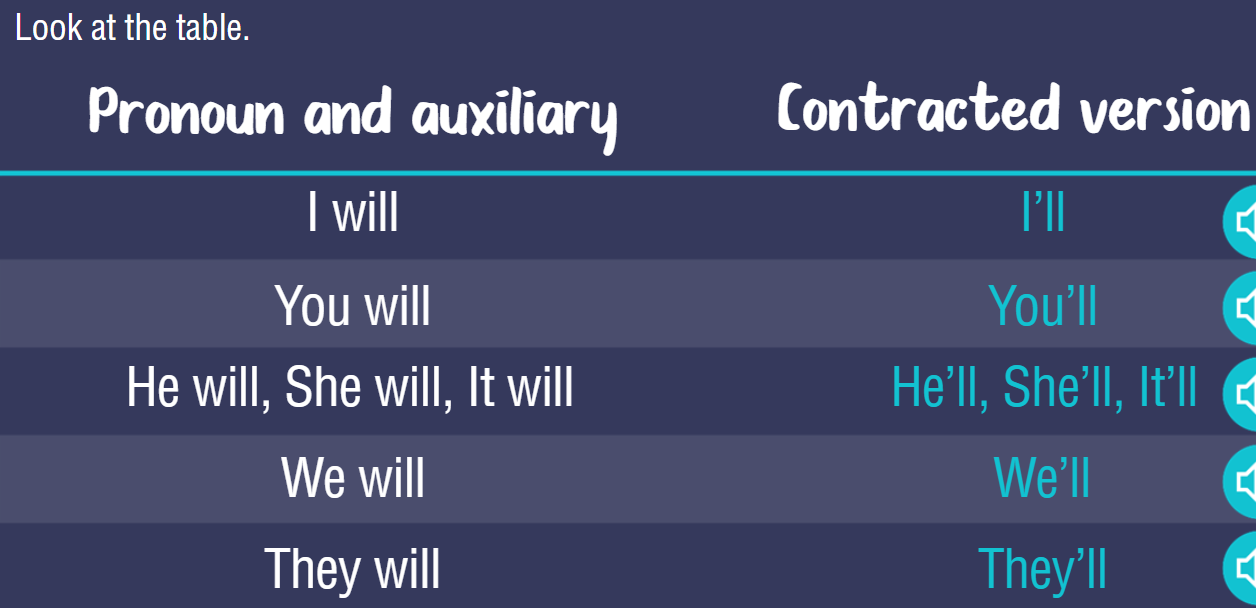 Look at the table.
Pronoun and auxiliary Contracted version
I will I’ll
You will You’ll
He will, She will, It will He’ll, She’ll, It’ll
We will We’ll
They will They’ll